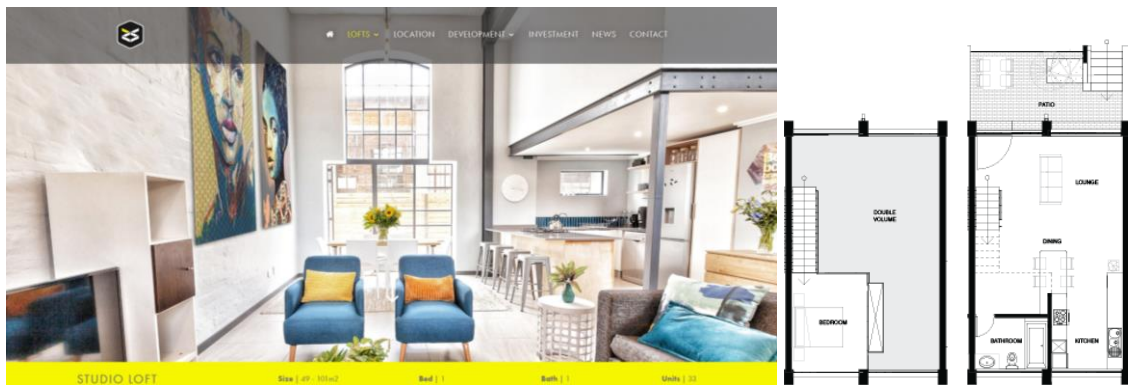 LOFTS LOCATION DEVELOPMENT INVESTMENT NEWS CONTACT
STUDIO LOFT Size | 49 - 101m2 Bed | 1 Bath | 1 Units | 33
DOUBLE
VOLUME
BEDROOM
PATIO
LOUNGE
DINING
BATHROOM
KITCHEN